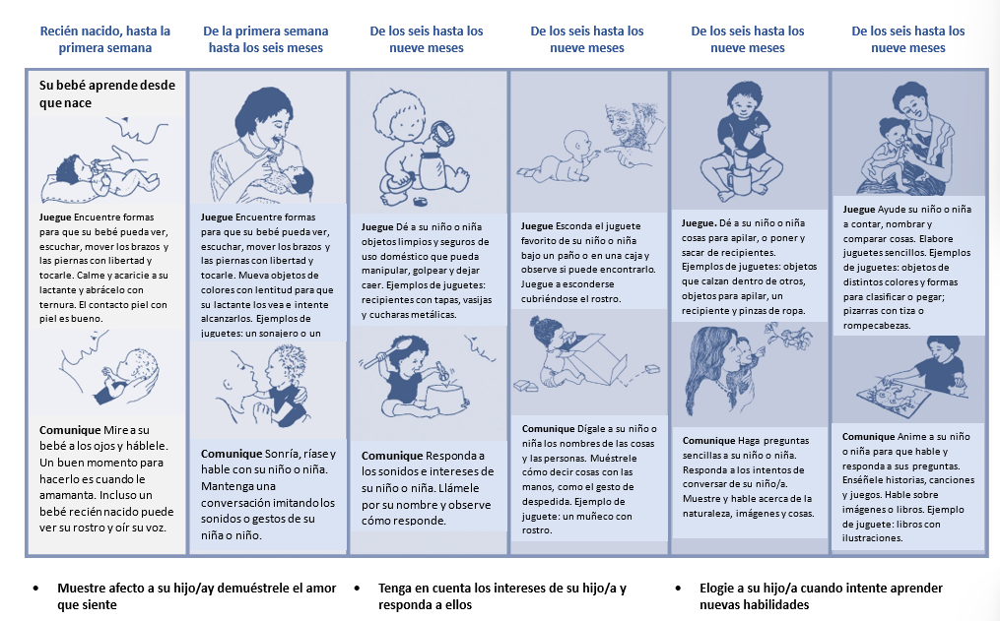 Recién nacido, hasta la
primera semana
De la primera semana
hasta los seis meses
De los seis hasta los
nueve meses
De los seis hasta los
nueve meses
De los seis hasta los
nueve meses
De los seis hasta los
nueve meses
Su bebé aprende desde
que nace
Juegue Encuentre formas
para que su bebé pueda ver,
escuchar, mover los brazos y
las piernas con libertad y
tocarle. Calme y acaricie a su
lactante y abrácelo con
ternura. El contacto piel con
piel es bueno.
Comunique Mire a su
bebé a los ojos y háblele.
Un buen momento para
hacerlo es cuando le
amamanta. Incluso un
bebé recién nacido puede
ver su rostro y oír su voz.
Juegue Encuentre formas
para que su bebé pueda ver,
escuchar, mover los brazos y
las piernas con libertad y
tocarle. Mueva objetos de
colores con lentitud para que
su lactante los vea e intente
alcanzarlos. Ejemplos de
juguetes: un sonajero o un
Comunique Sonría, ríase y
hable con su niño o niña.
Mantenga una
conversación imitando los
sonidos o gestos de su
niña o niño.
Juegue Dé a su niño o niña
objetos limpios y seguros de
uso doméstico que pueda
manipular, golpear y dejar
caer. Ejemplos de juguetes:
recipientes con tapas, vasijas
y cucharas metálicas.
Comunique Responda a
los sonidos e intereses de
su niño o niña. Llámele
por su nombre y observe
cómo responde.
Juegue Esconda el juguete
favorito de su niño o niña
bajo un paño o en una caja y
observe si puede encontrarlo.
Juegue a esconderse
cubriéndose el rostro.
Comunique Dígale a su niño o
niña los nombres de las cosas
y las personas. Muéstrele
cómo decir cosas con las
manos, como el gesto de
despedida. Ejemplo de
juguete: un muñeco con
rostro.
Juegue. Dé a su niño o niña
cosas para apilar, o poner y
sacar de recipientes.
Ejemplos de juguetes: objetos
que calzan dentro de otros,
objetos para apilar, un
recipiente y pinzas de ropa.
Comunique Haga preguntas
sencillas a su niño o niña.
Responda a los intentos de
conversar de su niño/a.
Muestre y hable acerca de la
naturaleza, imágenes y cosas.
Juegue Ayude su niño o niña
a contar, nombrar y
comparar cosas. Elabore
juguetes sencillos. Ejemplos
de juguetes: objetos de
distintos colores y formas
para clasificar o pegar;
pizarras con tiza o
rompecabezas.
Comunique Anime a su niño
o niña para que hable y
responda a sus preguntas.
Enséñele historias, canciones
y juegos. Hable sobre
imágenes o libros. Ejemplo
de juguete: libros con
ilustraciones.
• Muestre afecto a su hijo/ay demuéstrele el amor
que siente
• Tenga en cuenta los intereses de su hijo/a y
responda a ellos
• Elogie a su hijo/a cuando intente aprender
nuevas habilidades